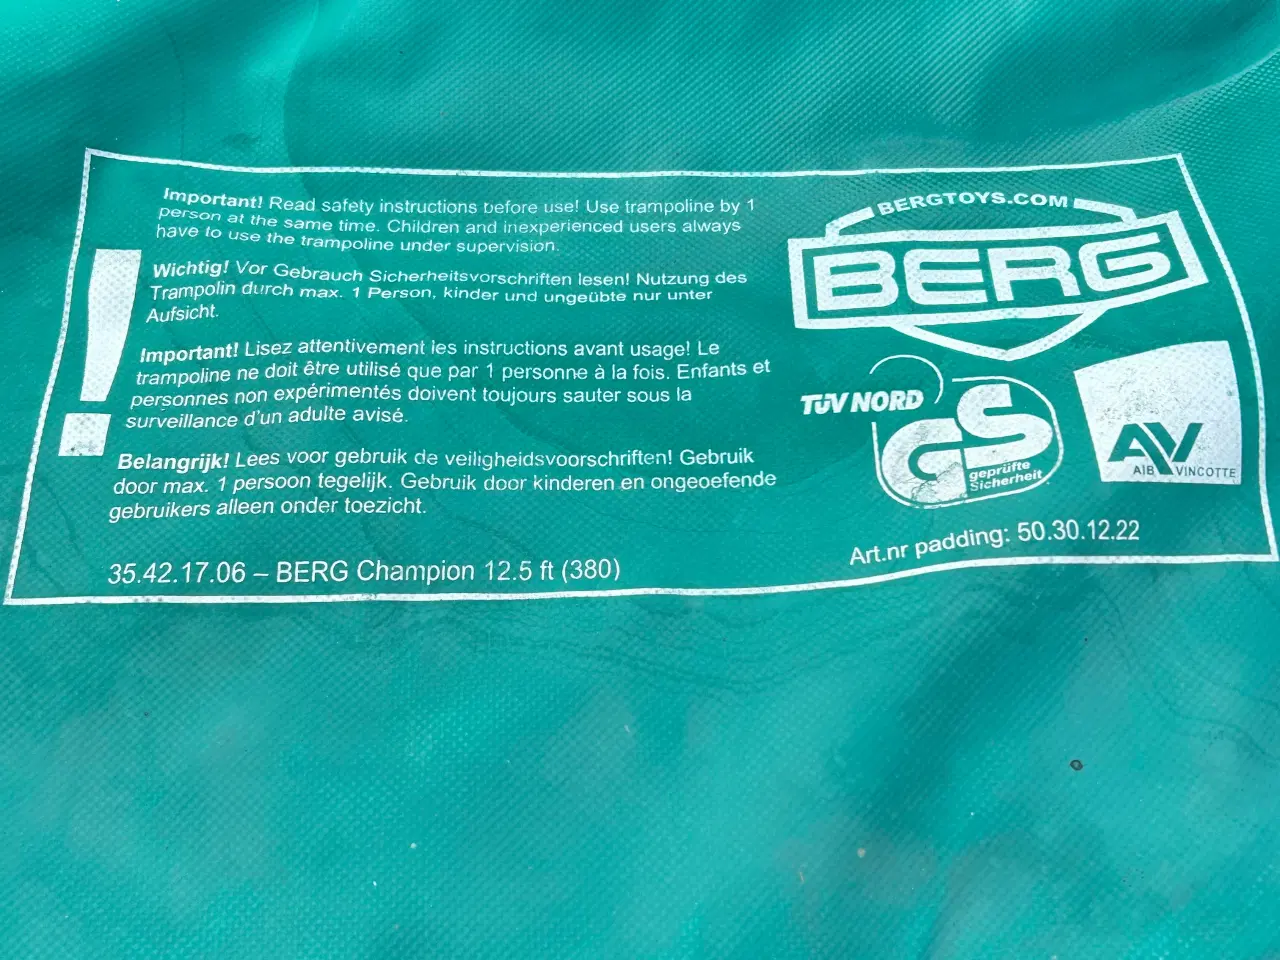 Important! Read safety instructions before use! Use trampoline by 1
person at the same time. Children and inexperienced users always
have to use the trampoline under supervision.
Wichtig! Vor Gebrauch Sicherheitsvorschriften lesen! Nutzung des
Trampolin durch max. 1 Person, kinder und ungeübte nur unter
Aufsicht.
Important! Lisez attentivement les instructions avant usage! Le
trampoline ne doit être utilisé que par 1 personne à la fois. Enfants et
personnes non expérimentés doivent toujours sauter sous la
surveillance d'un adulte avisé.
Belangrijk! Lees voor gebruik de veiligheidsvoorschriften! Gebruik
door max. 1 persoon tegelijk. Gebruik door kinderen en ongeoefende
gebruikers alleen onder toezicht.
35.42.17.06 – BERG Champion 12.5 ft (380)
BERGTOYS.COM
BERG
TÜV NORD
GS
geprüfte
Sicherheit
AV
AIB VINCOTTE
Art.nr padding: 50.30.12.22